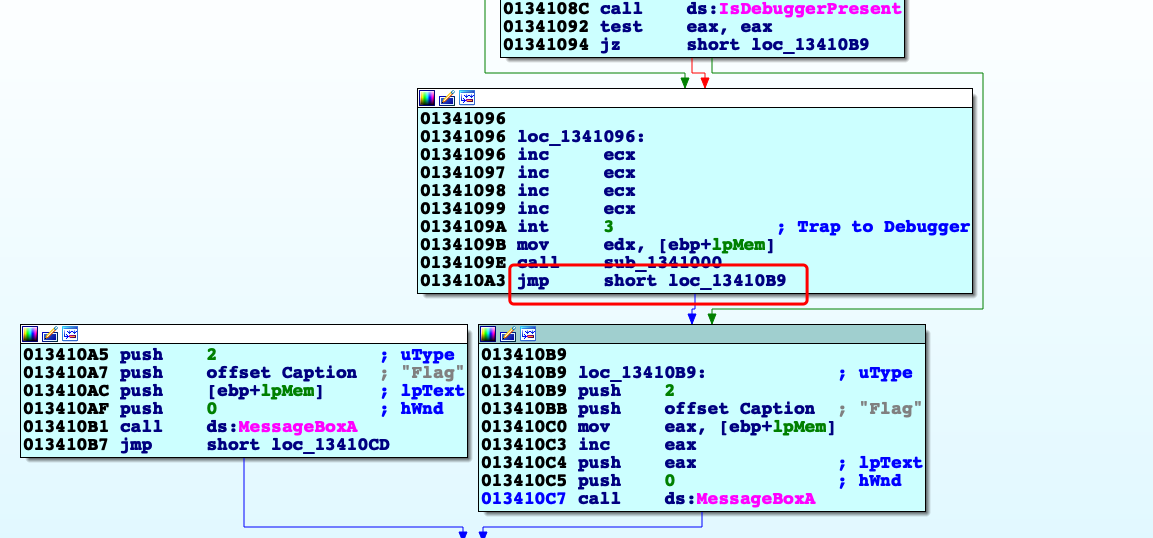 0134108C call ds:IsDebuggerPresent
01341092 test eax, eax
01341094 jz short loc_13410B9
01341096
01341096 loc_1341096:
01341096 inc ecx
01341097 inc ecx
01341098 inc ecx
01341099 inc ecx
0134109A int 3 ; Trap to Debugger
0134109B mov edx, [ebp+lpMem]
0134109E call sub_1341000
013410A3 jmp short loc_13410B9
013410A5 push 2 ; uType
013410A7 push offset Caption ; "Flag"
013410AC push [ebp+lpMem] ; lpText
013410AF push 0 ; hWnd
013410B1 call ds:MessageBoxA
013410B7 jmp short loc_13410CD
013410B9
013410B9 loc_13410B9: ; uType
013410B9 push 2
013410BB push offset Caption ; "Flag"
013410C0 mov eax, [ebp+lpMem]
013410C3 inc eax
013410C4 push eax ; lpText
013410C5 push 0 ; hWnd
013410C7 call ds:MessageBoxA